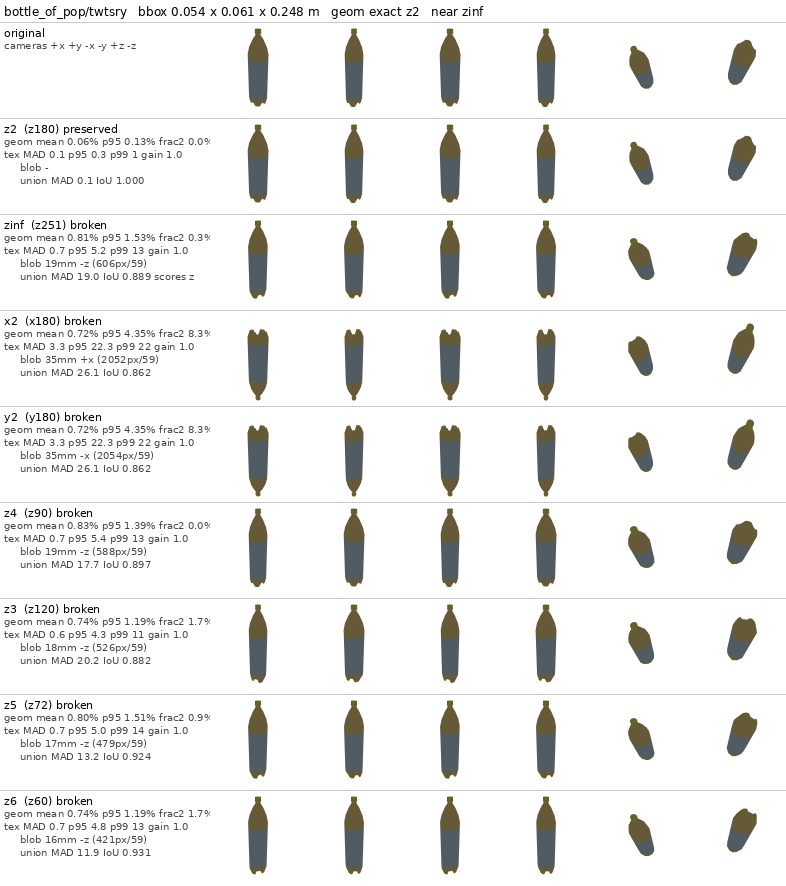 bottle_of_pop/twtsry bbox 0.054 x 0.061 x 0.248 m geom exact z2 near zinf
original
cameras +x +y -x -y +z -z
z2 (z180) preserved
geom mean 0.06% p95 0.13% frac2 0.0%
tex MAD 0.1 p95 0.3 p99 1 gain 1.0
blob -
union MAD 0.1 IoU 1.000
zinf (z251) broken
geom mean 0.81% p95 1.53% frac2 0.3%
tex MAD 0.7 p95 5.2 p99 13 gain 1.0
blob 19mm -z (606px/59)
union MAD 19.0 IoU 0.889 scores z
x2 (x180) broken
geom mean 0.72% p95 4.35% frac2 8.3%
tex MAD 3.3 p95 22.3 p99 22 gain 1.0
blob 35mm +x (2052px/59)
union MAD 26.1 IoU 0.862
y2 (y180) broken
geom mean 0.72% p95 4.35% frac2 8.3%
tex MAD 3.3 p95 22.3 p99 22 gain 1.0
blob 35mm -x (2054px/59)
union MAD 26.1 IoU 0.862
z4 (z90) broken
geom mean 0.83% p95 1.39% frac2 0.0%
tex MAD 0.7 p95 5.4 p99 13 gain 1.0
blob 19mm -z (588px/59)
union MAD 17.7 IoU 0.897
z3 (z120) broken
geom mean 0.74% p95 1.19% frac2 1.7%
tex MAD 0.6 p95 4.3 p99 11 gain 1.0
blob 18mm -z (526px/59)
union MAD 20.2 IoU 0.882
z5 (z72) broken
geom mean 0.80% p95 1.51% frac2 0.9%
tex MAD 0.7 p95 5.0 p99 14 gain 1.0
blob 17mm -z (479px/59)
union MAD 13.2 IoU 0.924
z6 (z60) broken
geom mean 0.74% p95 1.19% frac2 1.7%
tex MAD 0.7 p95 4.8 p99 13 gain 1.0
blob 16mm -z (421px/59)
union MAD 11.9 IoU 0.931